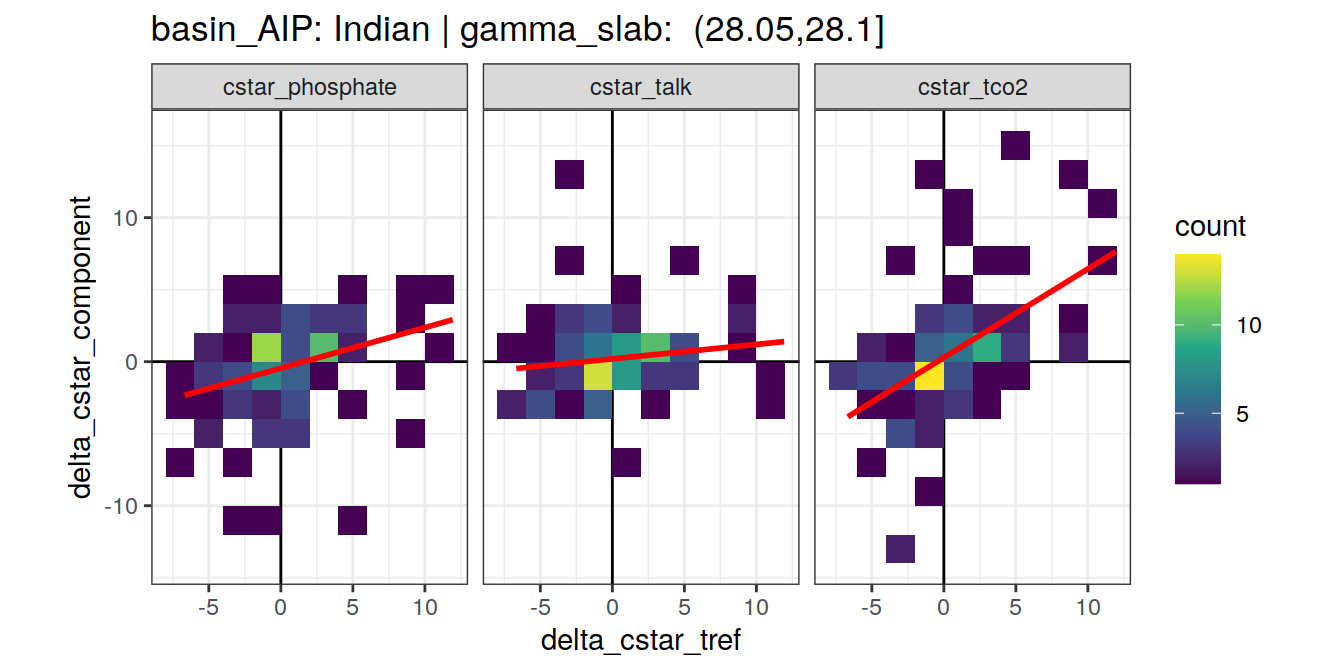 basin_AIP: Indian | gamma_slab:  (28.05,28.1]
cstar_phosphate
cstar_talk
cstar_tco2
delta_cstar_component
10
0
-10
-5
0
5
10
-5
0
5
10
-5
0
5
10
delta_cstar_tref
count
10
5